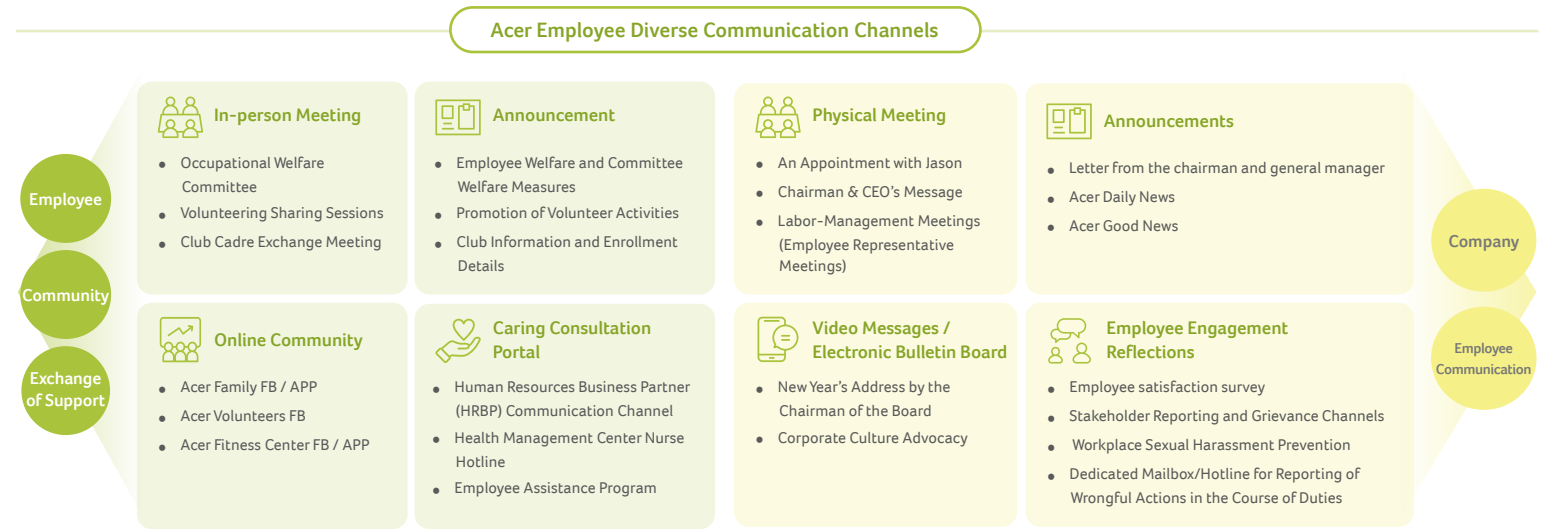 Acer Employee Diverse Communication Channels
Employee
Community
Exchange
of Support
In-person Meeting
• Occupational Welfare
Committee
• Volunteering Sharing Sessions
• Club Cadre Exchange Meeting
Announcement
• Employee Welfare and Committee
Welfare Measures
• Promotion of Volunteer Activities
• Club Information and Enrollment
Details
Online Community
• Acer Family FB / APP
• Acer Volunteers FB
• Acer Fitness Center FB / APP
Caring Consultation
Portal
• Human Resources Business Partner
(HRBP) Communication Channel
• Health Management Center Nurse
Hotline
• Employee Assistance Program
Physical Meeting
• An Appointment with Jason
• Chairman & CEO's Message
• Labor-Management Meetings
(Employee Representative
Meetings)
Announcements
• Letter from the chairman and general manager
• Acer Daily News
• Acer Good News
Video Messages /
Electronic Bulletin Board
• New Year's Address by the
Chairman of the Board
• Corporate Culture Advocacy
Employee Engagement
Reflections
• Employee satisfaction survey
• Stakeholder Reporting and Grievance Channels
• Workplace Sexual Harassment Prevention
• Dedicated Mailbox/Hotline for Reporting of
Wrongful Actions in the Course of Duties
Company
Employee
Communication